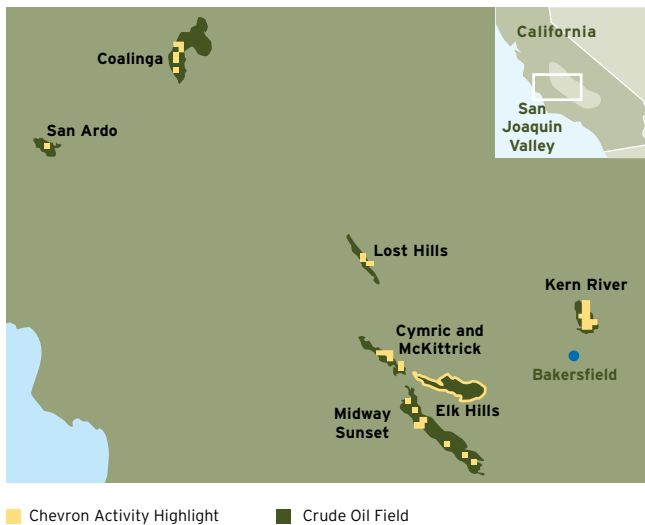 California
San
Joaquin
Valley
Coalinga
San Ardo
Lost Hills
Kern River
Cymric and
McKittrick
Bakersfield
Elk Hills
Midway
Sunset
Chevron Activity Highlight
Crude Oil Field